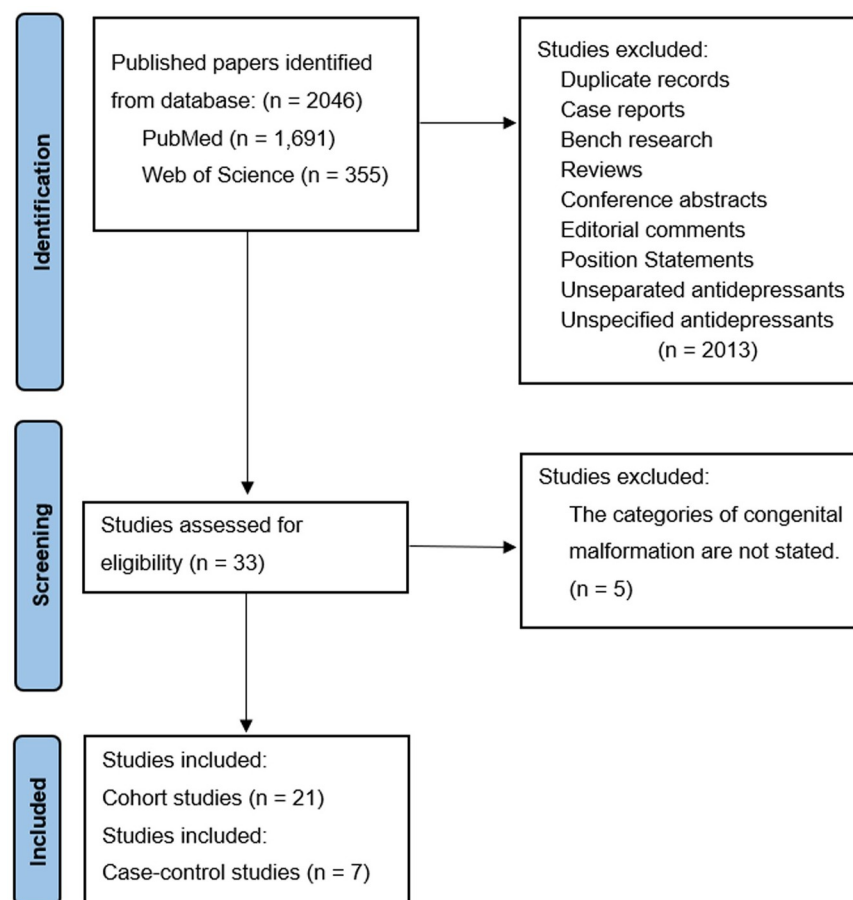 Identification
Published papers identified
from database: (n = 2046)
PubMed (n = 1,691)
Web of Science (n = 355)
Studies excluded:
Duplicate records
Case reports
Bench research
Reviews
Conference abstracts
Editorial comments
Position Statements
Unseparated antidepressants
Unspecified antidepressants
(n = 2013)
Screening
Studies assessed for
eligibility (n = 33)
Studies excluded:
The categories of congenital
malformation are not stated.
(n = 5)
Included
Studies included:
Cohort studies (n = 21)
Studies included:
Case-control studies (n = 7)